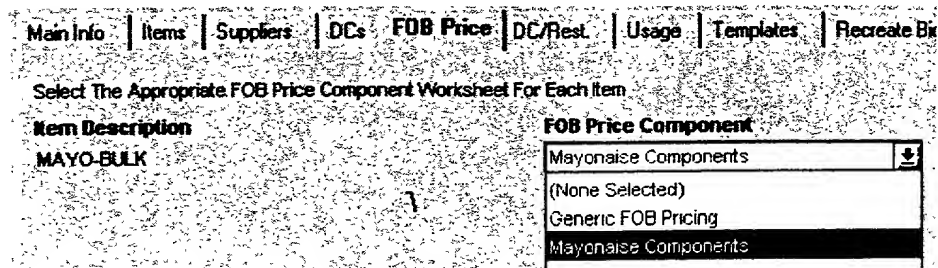 Main Info Items Suppliers DCs FOB Price DC/Rest. Usage Templates Recreate
Select The Appropriate FOB Price Component Worksheet For Each Item
Item Description FOB Price Component
MAYO-BULK Mayonaise Components
(None Selected)
Generic FOB Pricing
Mayonaise Components